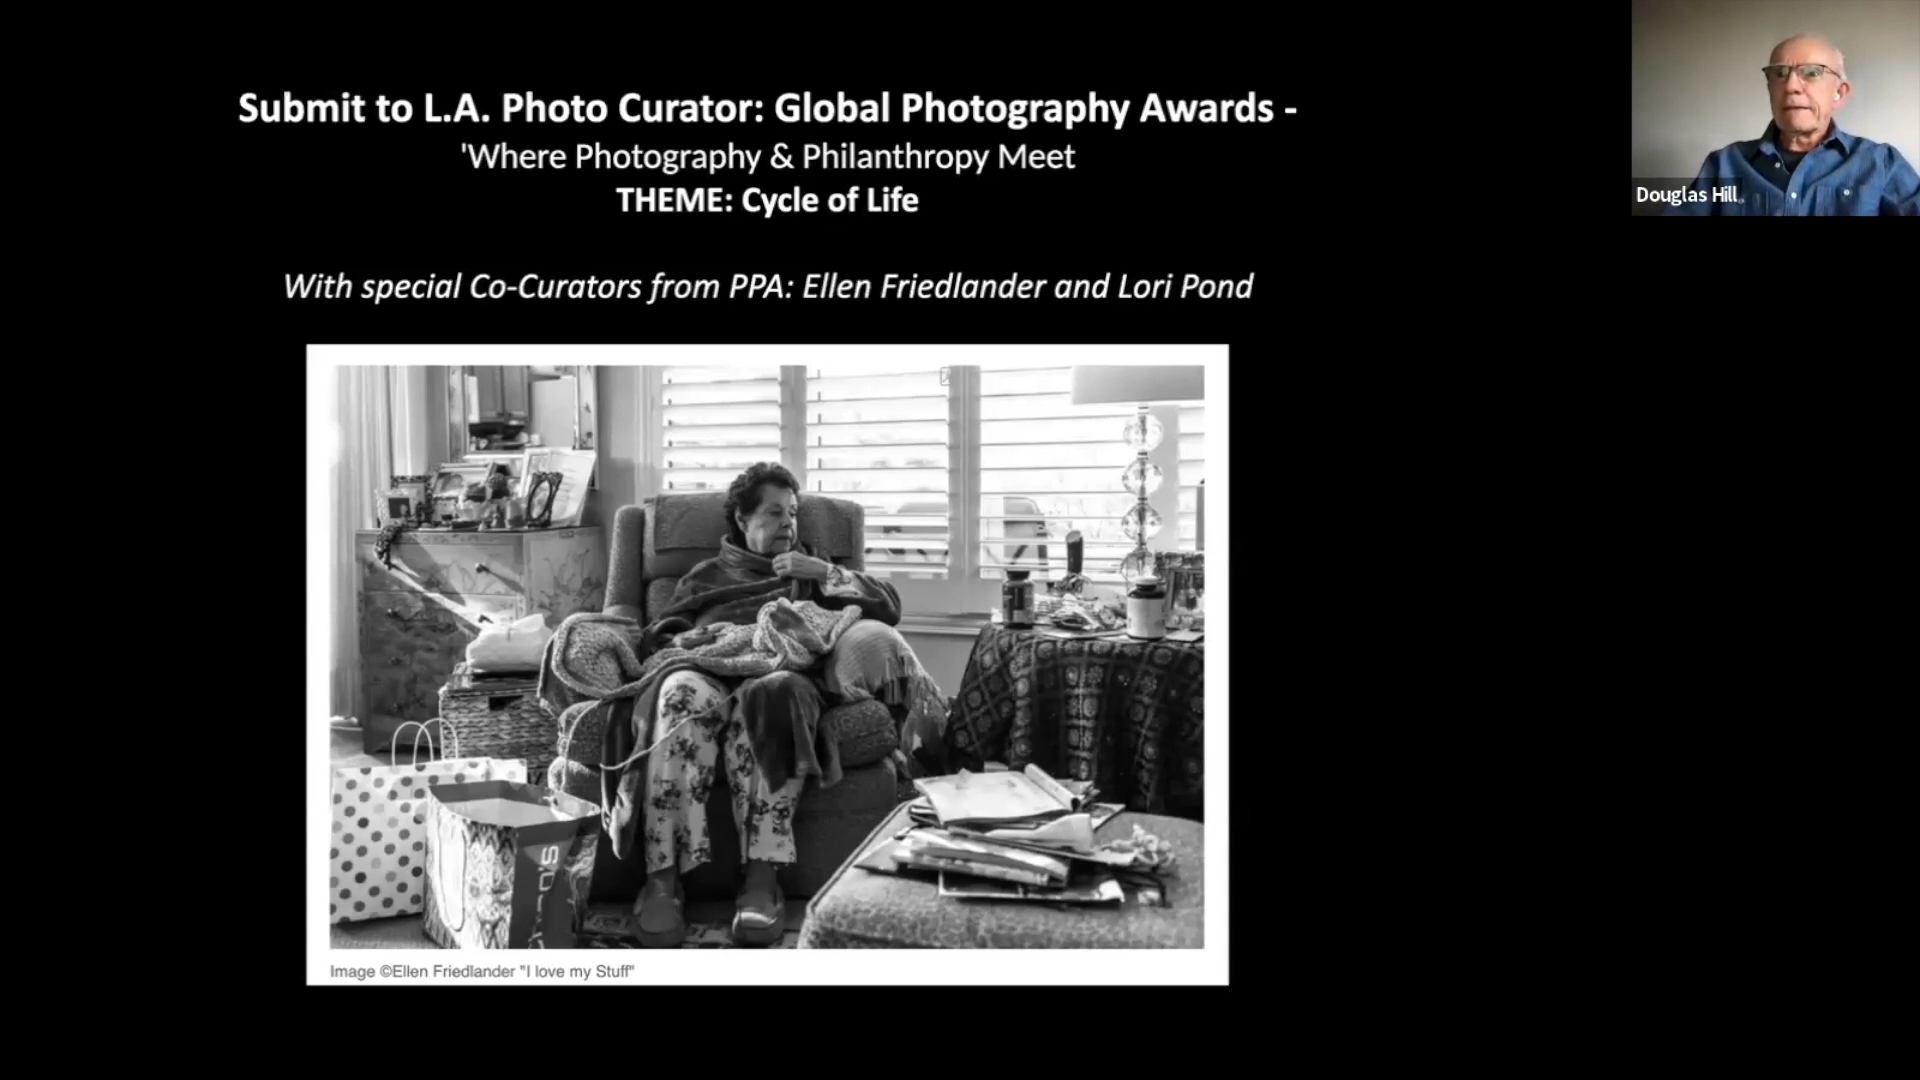 Submit to L.A. Photo Curator: Global Photography Awards -
'Where Photography & Philanthropy Meet
THEME: Cycle of Life
With special Co-Curators from PPA: Ellen Friedlander and Lori Pond
Image ©Ellen Friedlander "I love my Stuff"
Douglas Hill